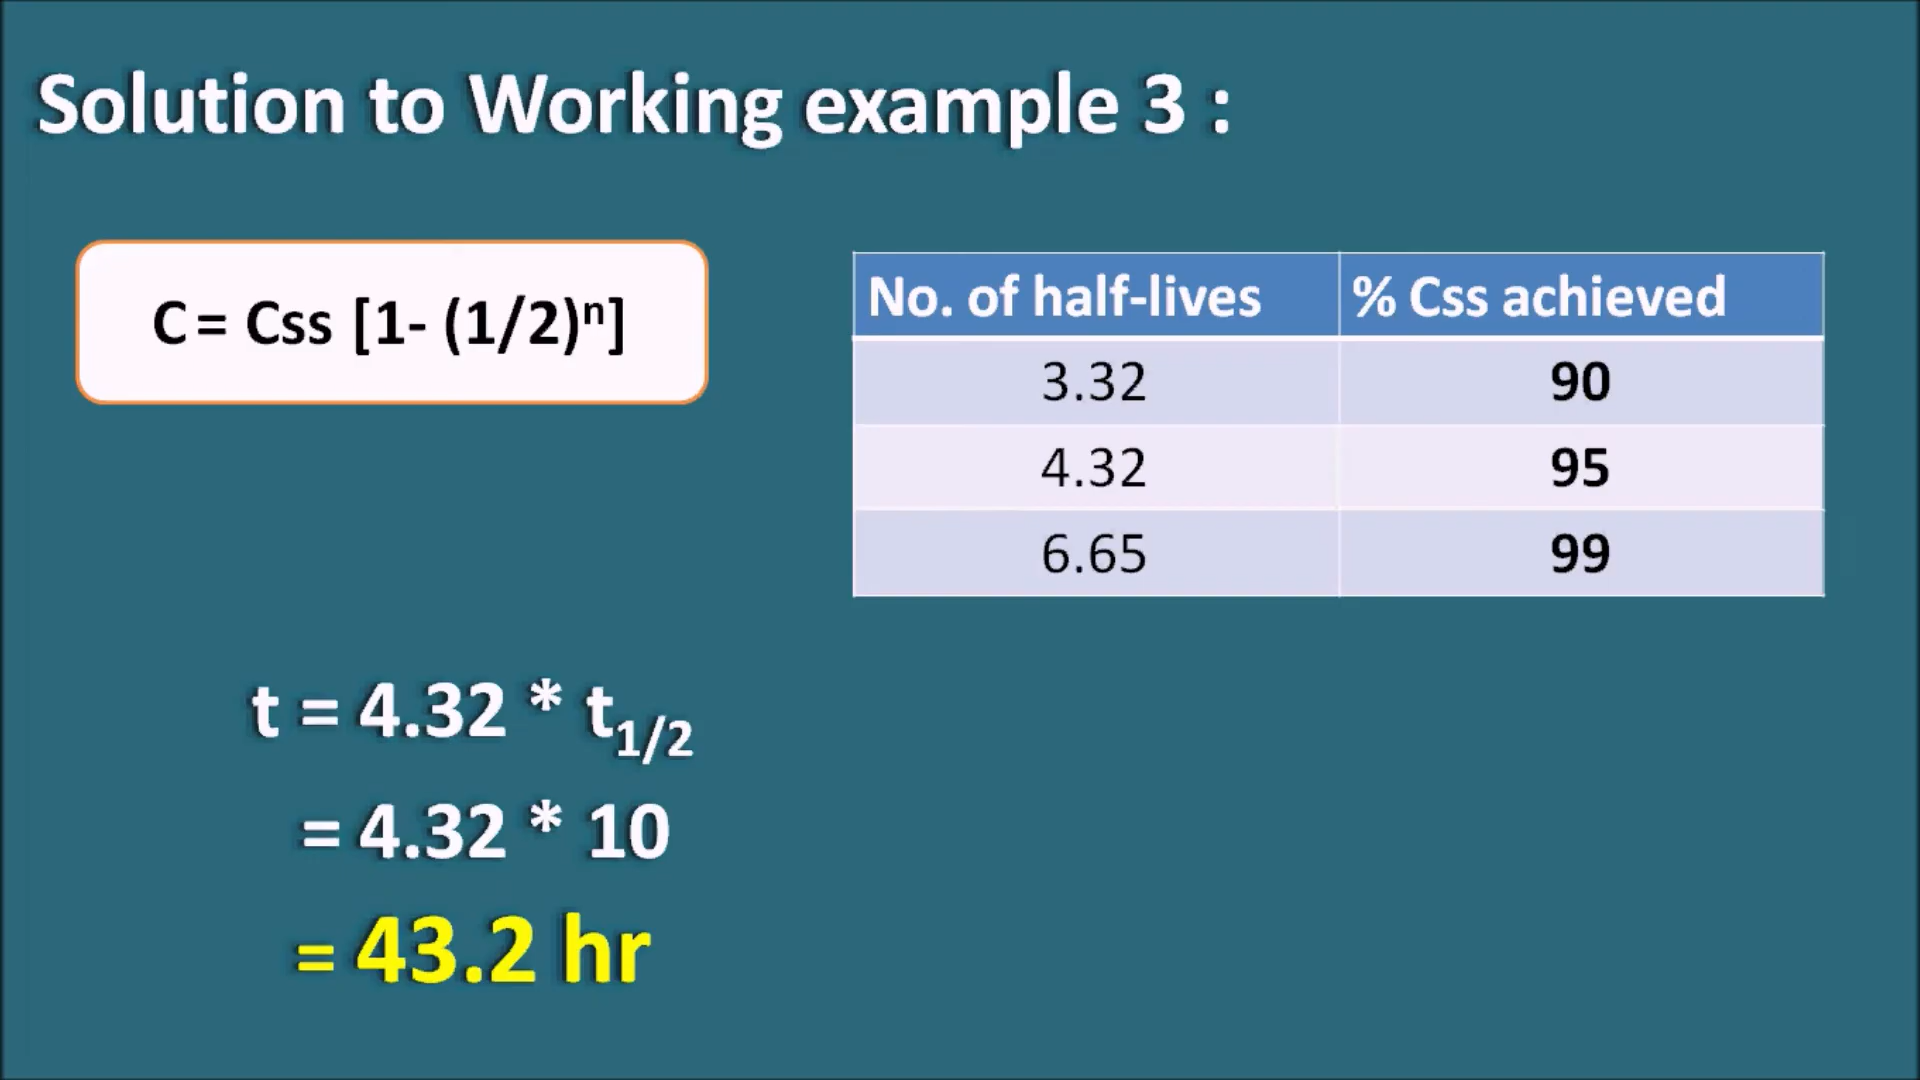 Solution to Working example 3 :
C = Css [1- (1/2)ⁿ]
No. of half-lives % Css achieved
3.32 90
4.32 95
6.65 99
t = 4.32 * t₁/₂
= 4.32 * 10
= 43.2 hr